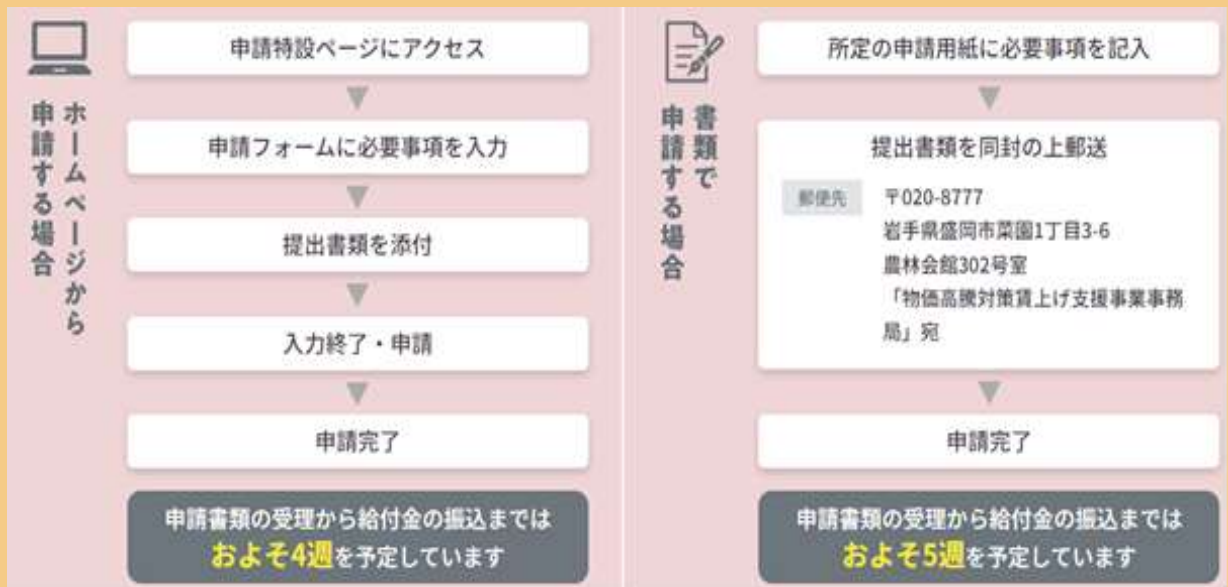 ホームページから
申請する場合
申請特設ページにアクセス
申請フォームに必要事項を入力
提出書類を添付
入力終了・申請
申請完了
申請書類の受理から給付金の振込までは
およそ4週を予定しています
書類で
申請する場合
所定の申請用紙に必要事項を記入
提出書類を同封の上郵送
郵便先
〒020-8777
岩手県盛岡市菜園1丁目3-6
農林会館302号室
「物価高騰対策賃上げ支援事業事務
局」宛
申請完了
申請書類の受理から給付金の振込までは
およそ5週を予定しています